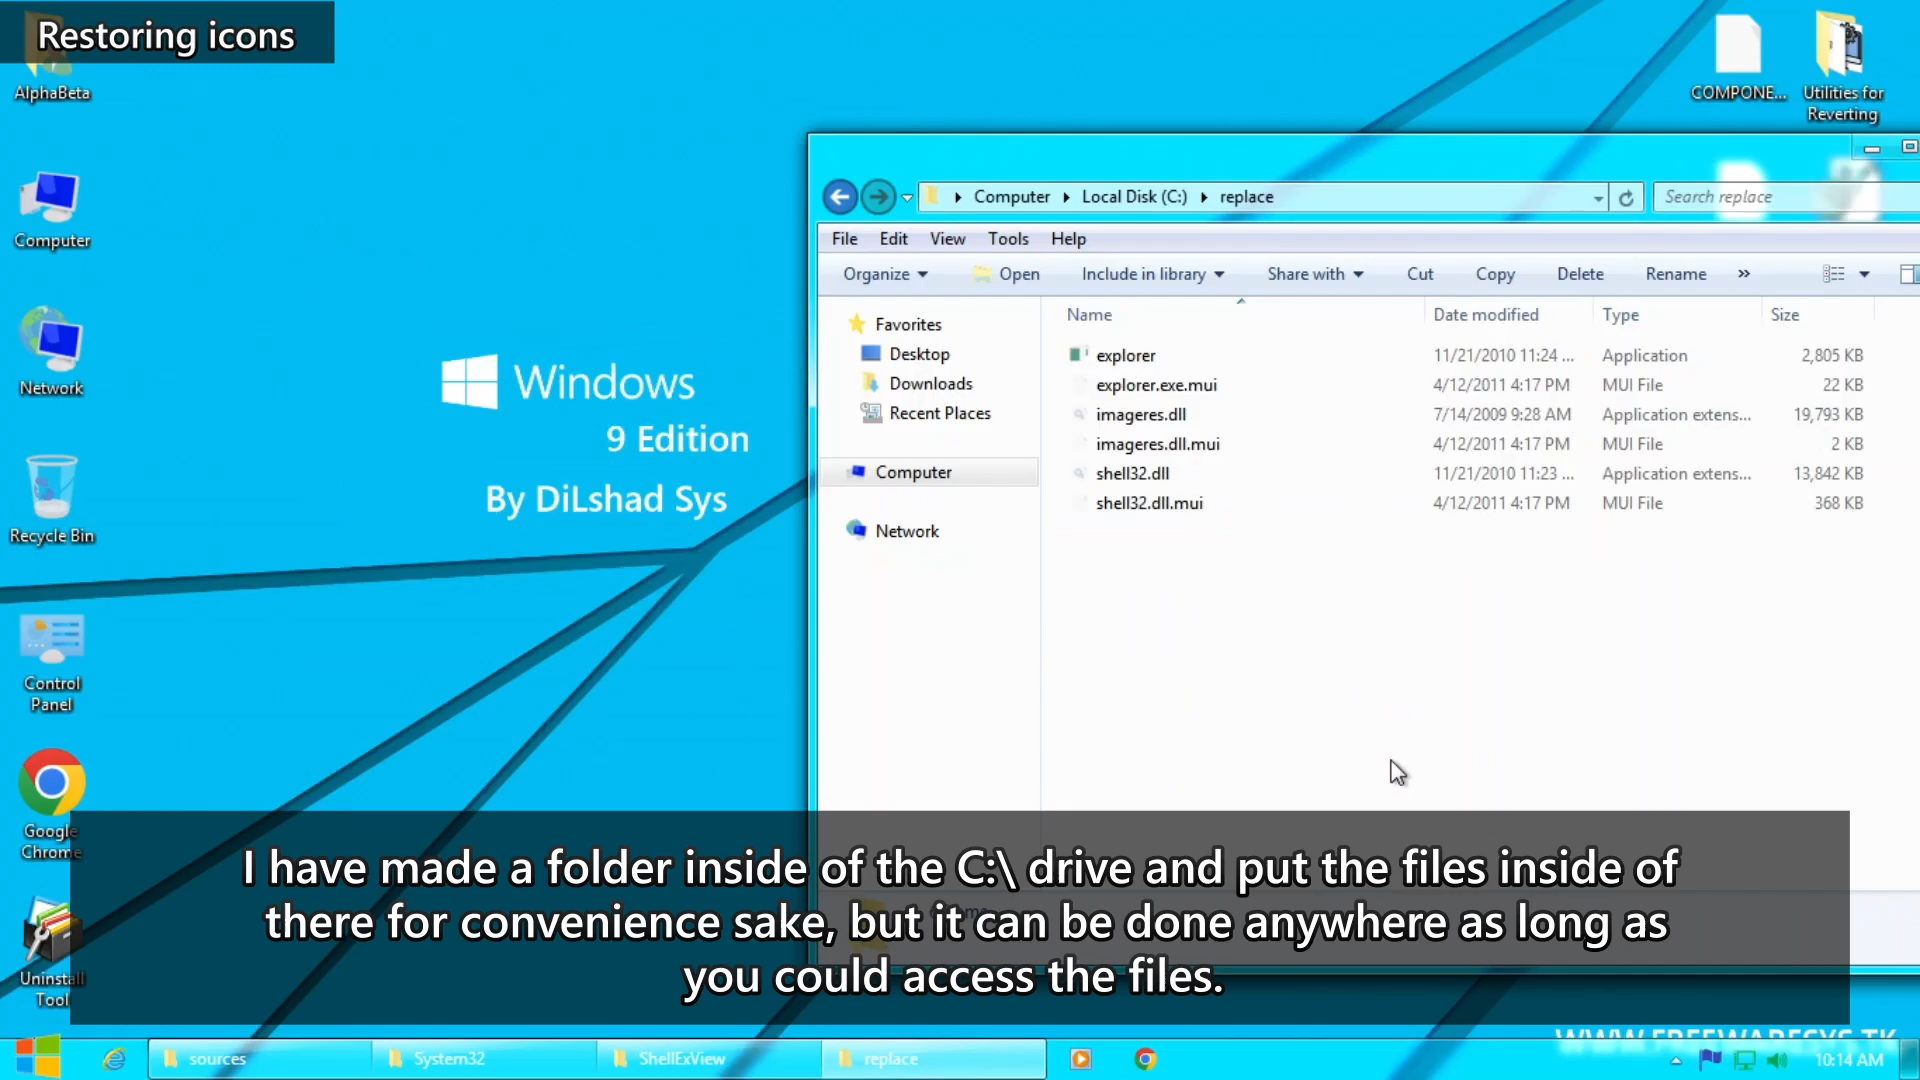 Restoring icons
AlphaBeta
COMPONE...
Utilities for
Reverting
Computer
Local Disk (C:)
replace
Search replace
Computer
File
Edit
View
Tools
Help
Organize
Open
Include in library
Share with
Cut
Copy
Delete
Rename
»
Name
Date modified
Type
Size
Favorites
Desktop
Downloads
Recent Places
Computer
Network
explorer 11/21/2010 11:24 ... Application 2,805 KB
explorer.exe.mui 4/12/2011 4:17 PM MUI File 22 KB
imageres.dll 7/14/2009 9:28 AM Application extens... 19,793 KB
imageres.dll.mui 4/12/2011 4:17 PM MUI File 2 KB
shell32.dll 11/21/2010 11:23 ... Application extens... 13,842 KB
shell32.dll.mui 4/12/2011 4:17 PM MUI File 368 KB
Network
Windows
9 Edition
By DiLshad Sys
Recycle Bin
Control
Panel
Google
Chrome
Uninstall
Tool
I have made a folder inside of the C:\ drive and put the files inside of
there for convenience sake, but it can be done anywhere as long as
you could access the files.
WWW.FREEWARESYS.TK
sources
System32
ShellExView
replace
10:14 AM